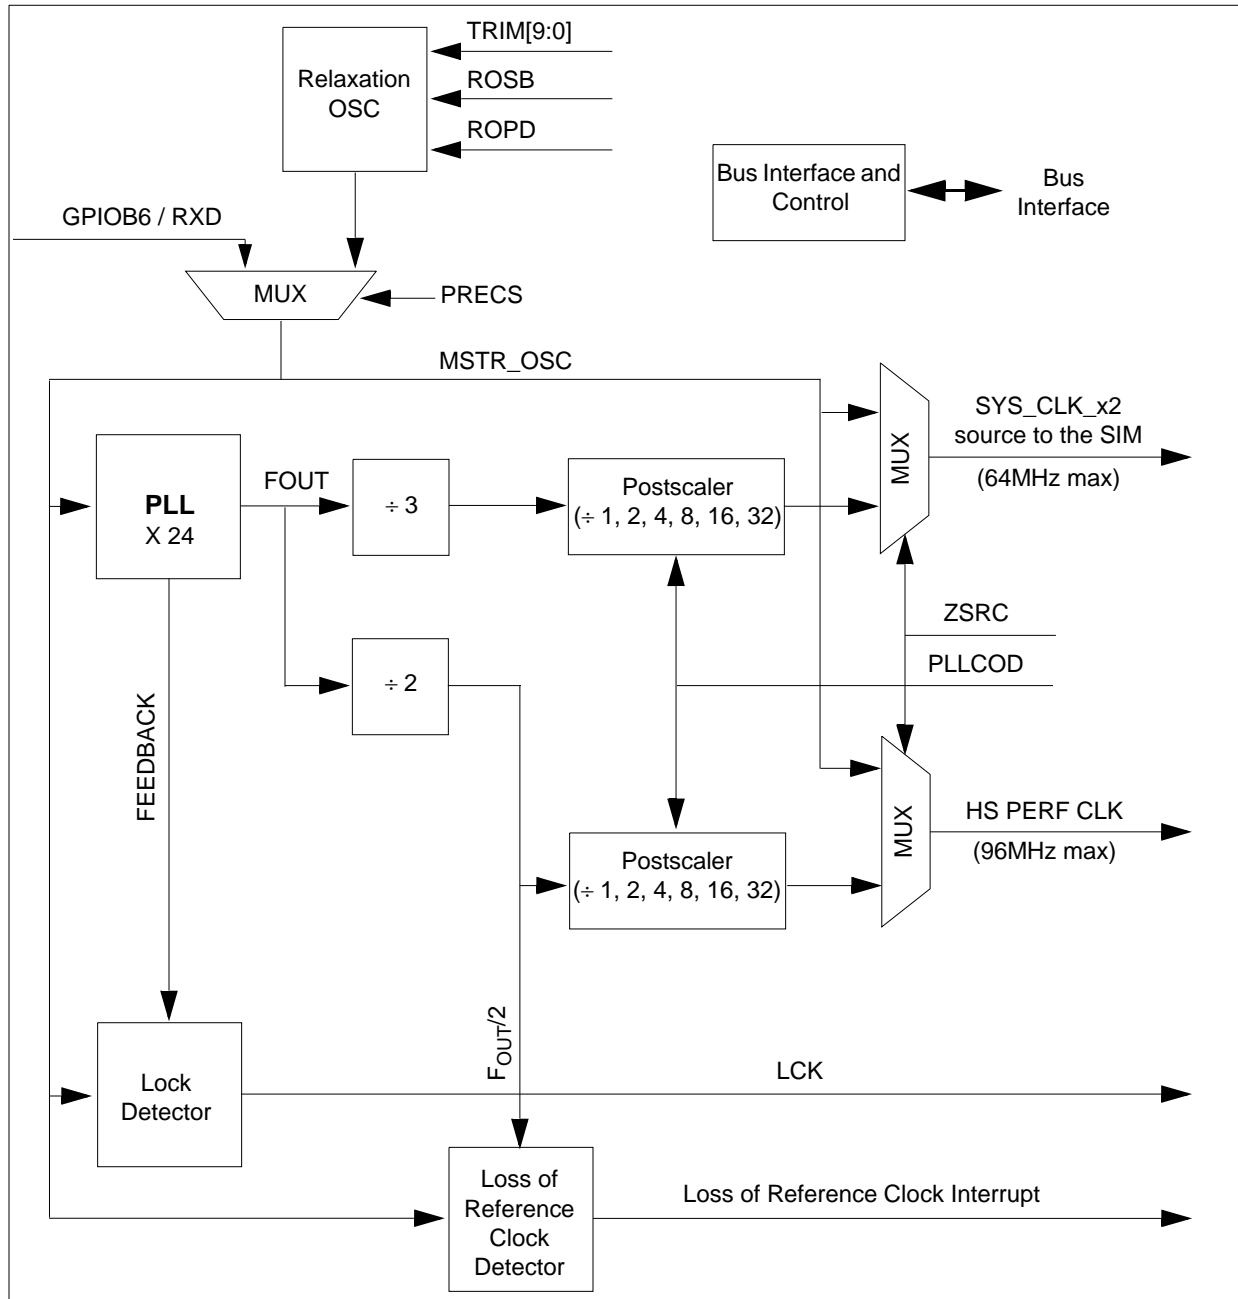 TRIM[9:0]
Relaxation
OSC
ROSB
ROPD
Bus Interface and
Control
Bus
Interface
GPIOB6 / RXD
MUX
PRECS
MSTR_OSC
SYS_CLK_x2
source to the SIM
(64MHz max)
MUX
PLL
X 24
FOUT
÷ 3
Postscaler
(÷ 1, 2, 4, 8, 16, 32)
ZSRC
PLLCOD
÷ 2
FEEDBACK
HS PERF CLK
(96MHz max)
MUX
Postscaler
(÷ 1, 2, 4, 8, 16, 32)
FOUT/2
Lock
Detector
LCK
Loss of
Reference
Clock
Detector
Loss of Reference Clock Interrupt